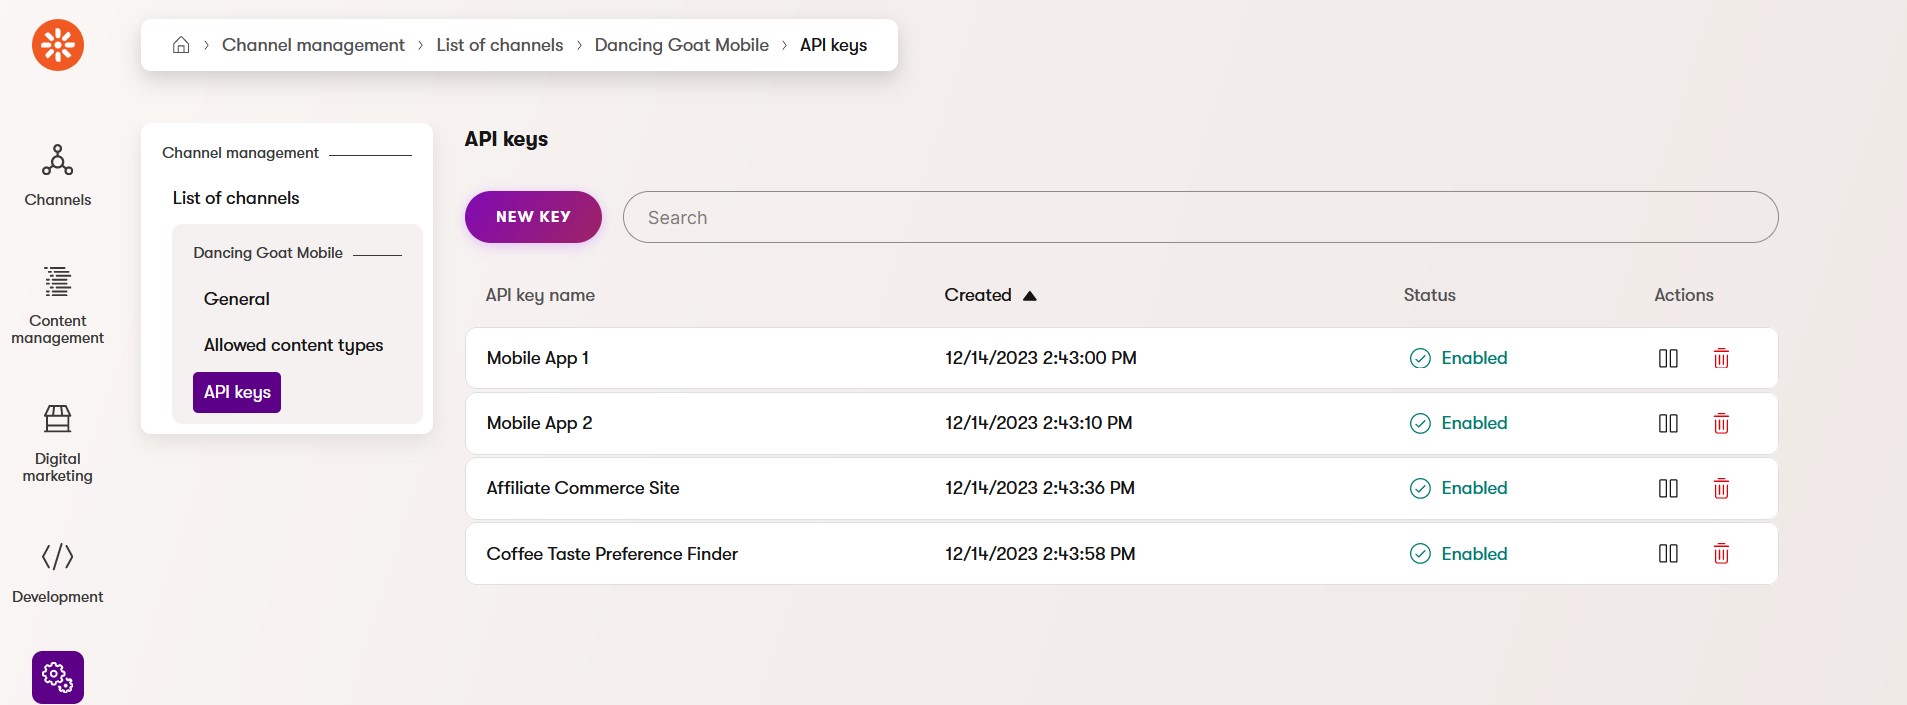 Channel management
List of channels
Dancing Goat Mobile
API keys
Channels
Content
management
Digital
marketing
Development
Channel management
List of channels
Dancing Goat Mobile
General
Allowed content types
API keys
API keys
NEW KEY
Search
API key name Created Status Actions
Mobile App 1 12/14/2023 2:43:00 PM Enabled
Mobile App 2 12/14/2023 2:43:10 PM Enabled
Affiliate Commerce Site 12/14/2023 2:43:36 PM Enabled
Coffee Taste Preference Finder 12/14/2023 2:43:58 PM Enabled